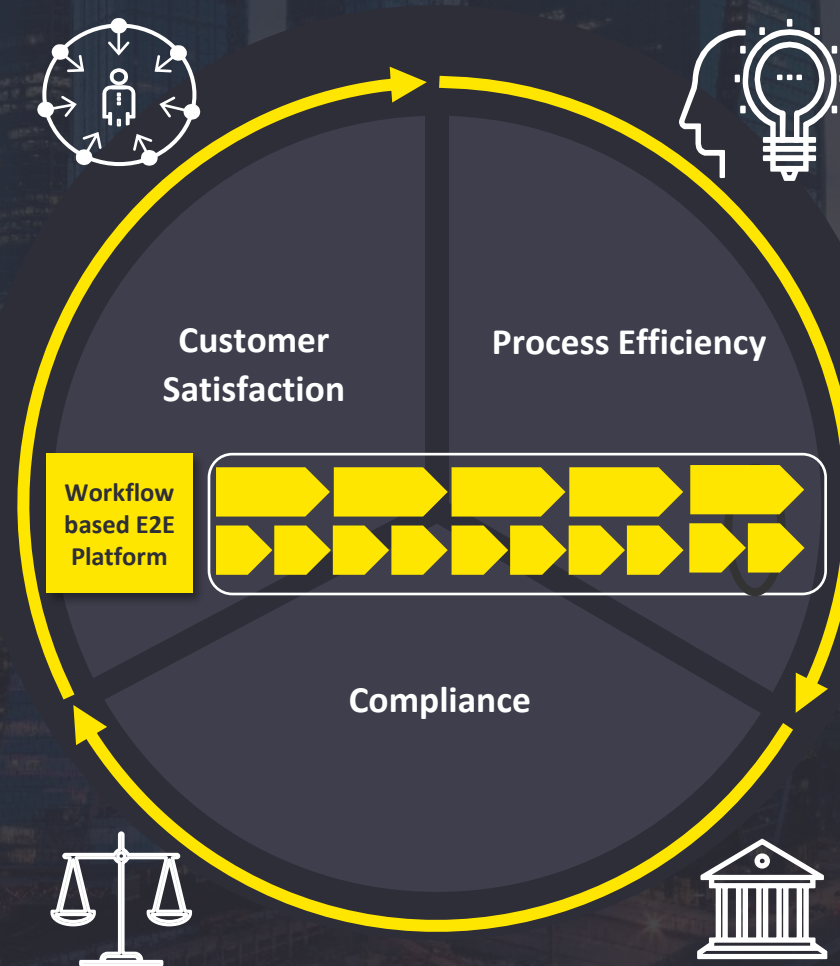 Customer
Satisfaction
Process Efficiency
Workflow
based E2E
Platform
Compliance